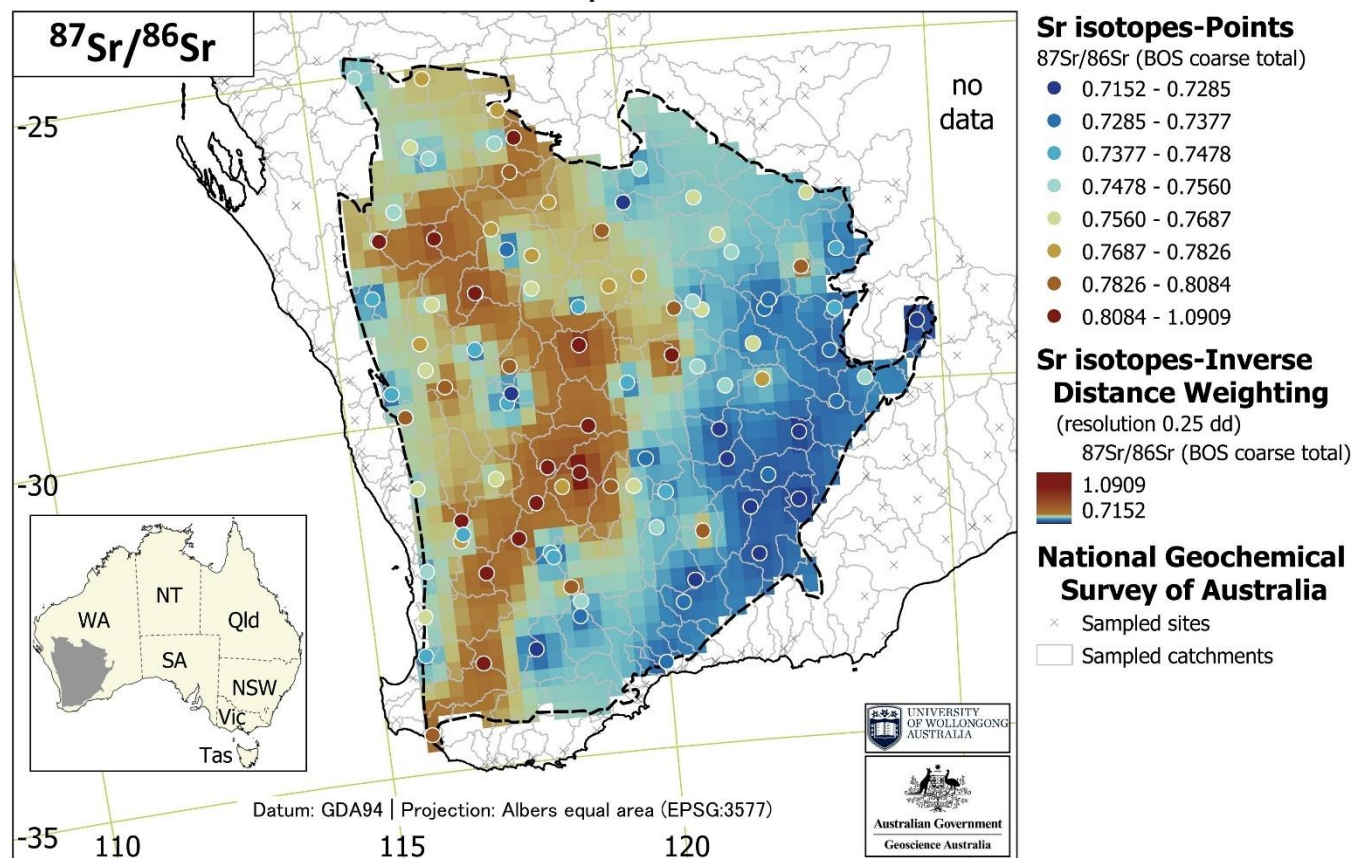 ⁸⁷Sr/⁸⁶Sr
no
data
-25
-30
-35
110
115
120
WA
NT
Qld
SA
NSW
Vic
Tas
Datum: GDA94 | Projection: Albers equal area (EPSG:3577)
UNIVERSITY
OF WOLLONGONG
AUSTRALIA
Australian Government
Geoscience Australia
Sr isotopes-Points
87Sr/86Sr (BOS coarse total)
0.7152 - 0.7285
0.7285 - 0.7377
0.7377 - 0.7478
0.7478 - 0.7560
0.7560 - 0.7687
0.7687 - 0.7826
0.7826 - 0.8084
0.8084 - 1.0909
Sr isotopes-Inverse
Distance Weighting
(resolution 0.25 dd)
87Sr/86Sr (BOS coarse total)
1.0909
0.7152
National Geochemical
Survey of Australia
Sampled sites
Sampled catchments